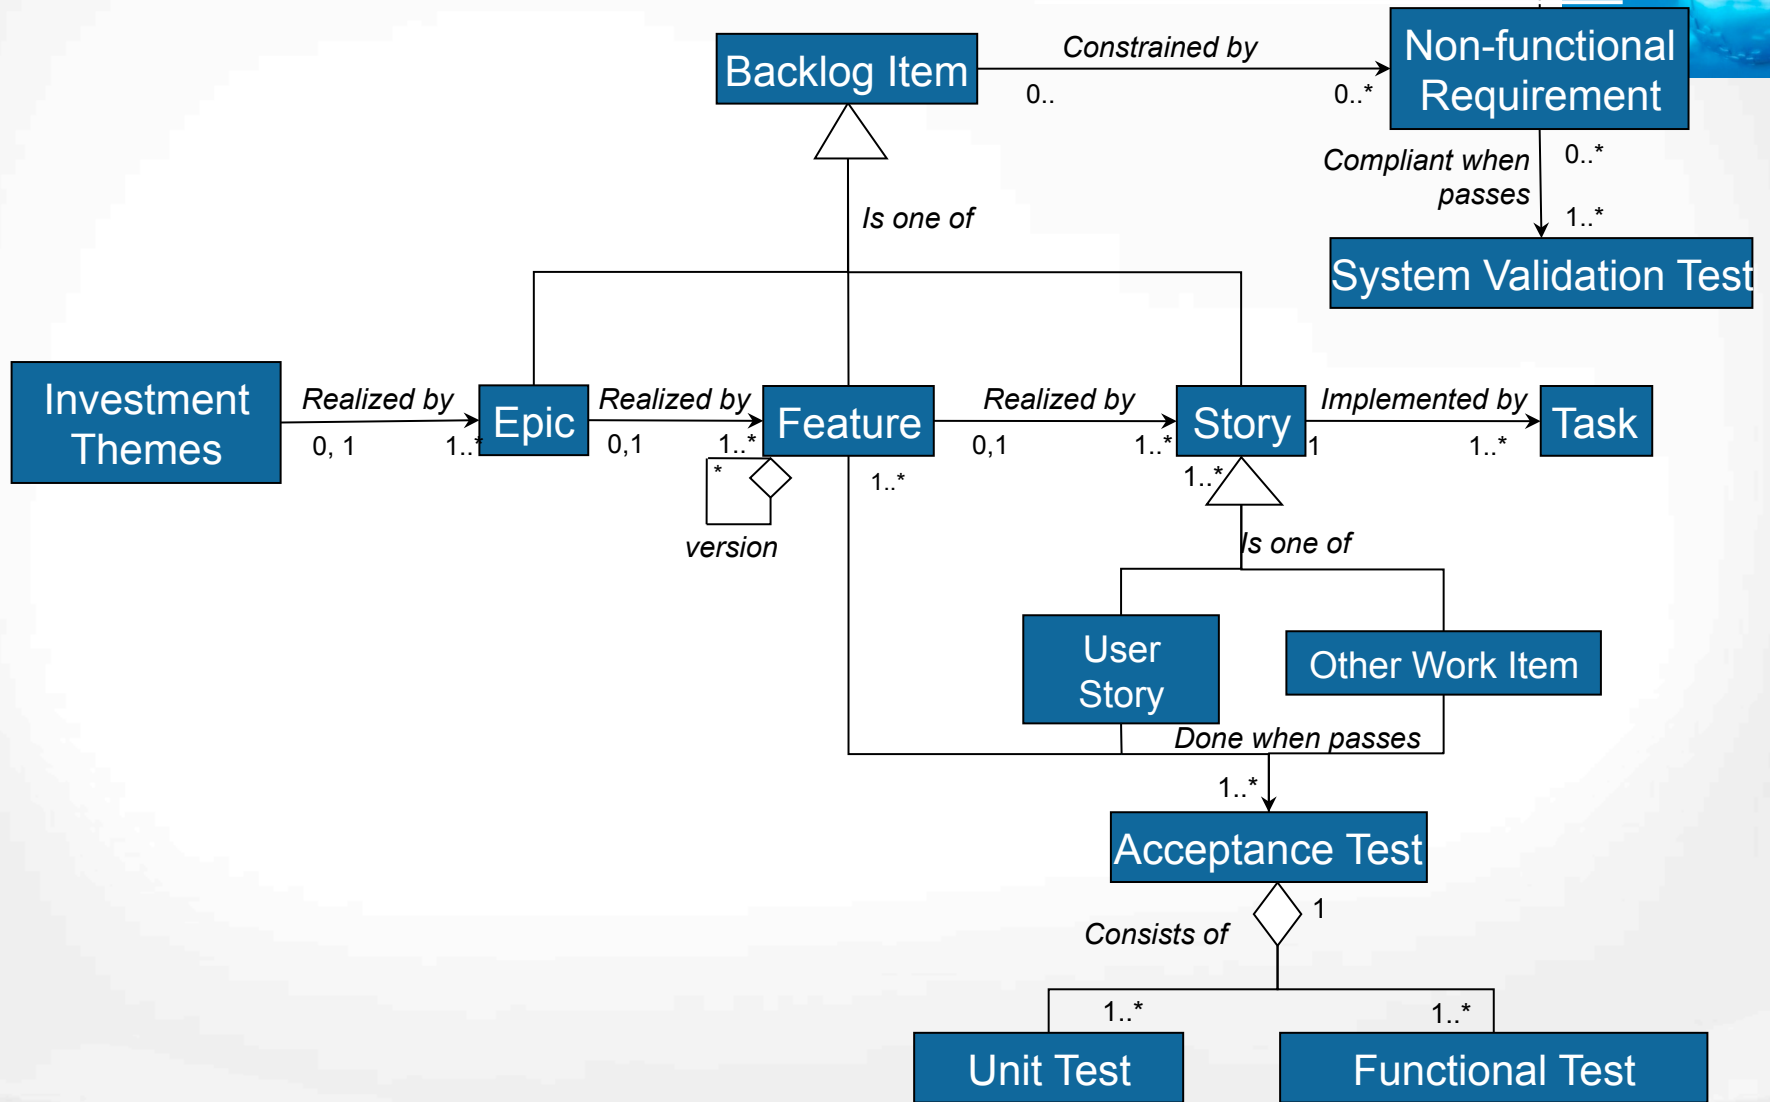 Backlog Item
Constrained by
0..
0..*
Non-functional
Requirement
Compliant when
passes
0..*
1..*
System Validation Test
Is one of
Investment
Themes
Realized by
0, 1
1..*
Epic
Realized by
0,1
1..*
Feature
*
version
1..*
Realized by
0,1
1..*
Story
1..*
1
Implemented by
1..*
Task
Is one of
User
Story
Other Work Item
Done when passes
1..*
Acceptance Test
1
Consists of
1..*
1..*
Unit Test
Functional Test